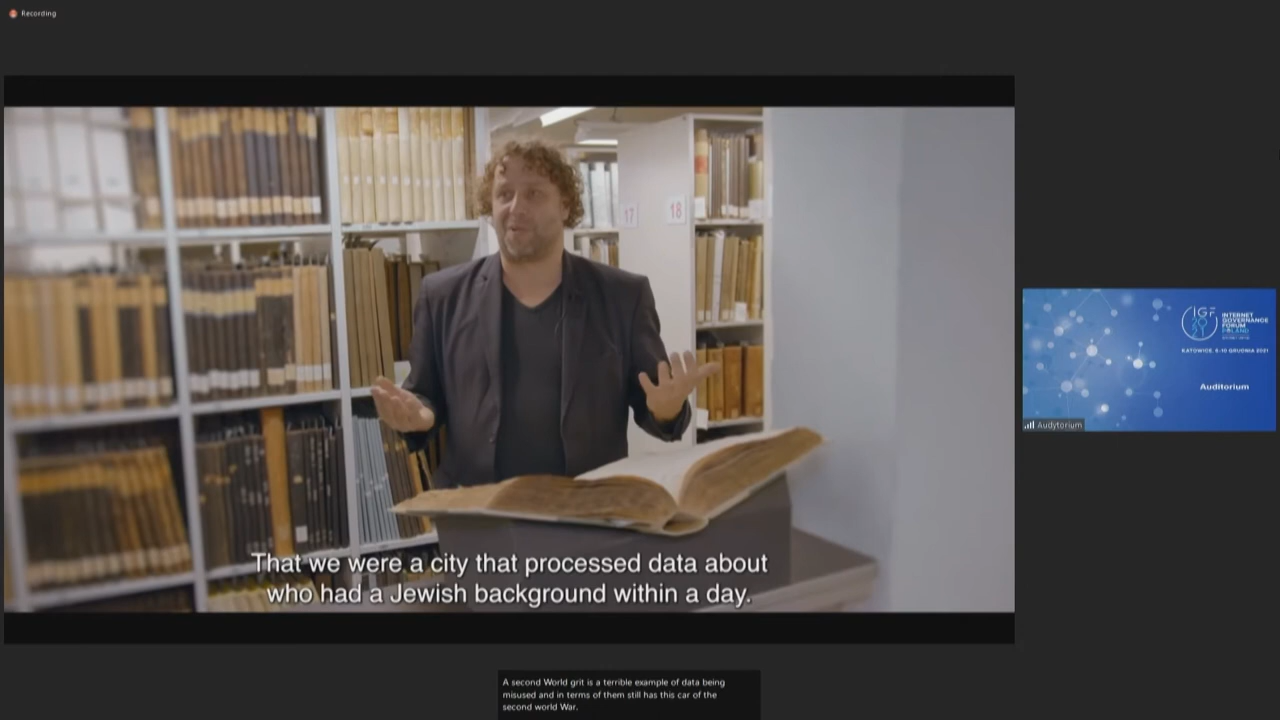 Recording
17
18
That we were a city that processed data about
who had a Jewish background within a day.
IGF
INTERNET
GOVERNANCE
FORUM
POLAND
KATOWICE, 6-10 GRUDNIA 2021
Auditorium
Audytorium
A second World grit is a terrible example of data being
misused and in terms of them still has this car of the
second world War.